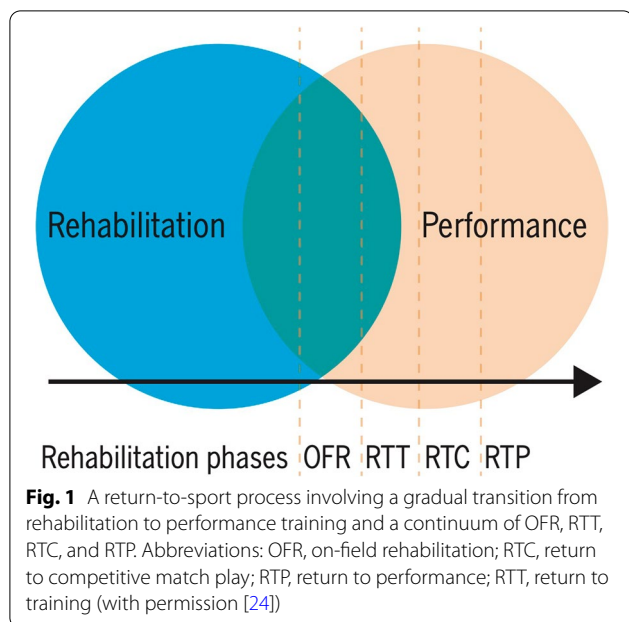 Rehabilitation
Performance
Rehabilitation phases OFR RTT RTC RTP
Fig. 1 A return-to-sport process involving a gradual transition from
rehabilitation to performance training and a continuum of OFR, RTT,
RTC, and RTP. Abbreviations: OFR, on-field rehabilitation; RTC, return
to competitive match play; RTP, return to performance; RTT, return to
training (with permission [24])